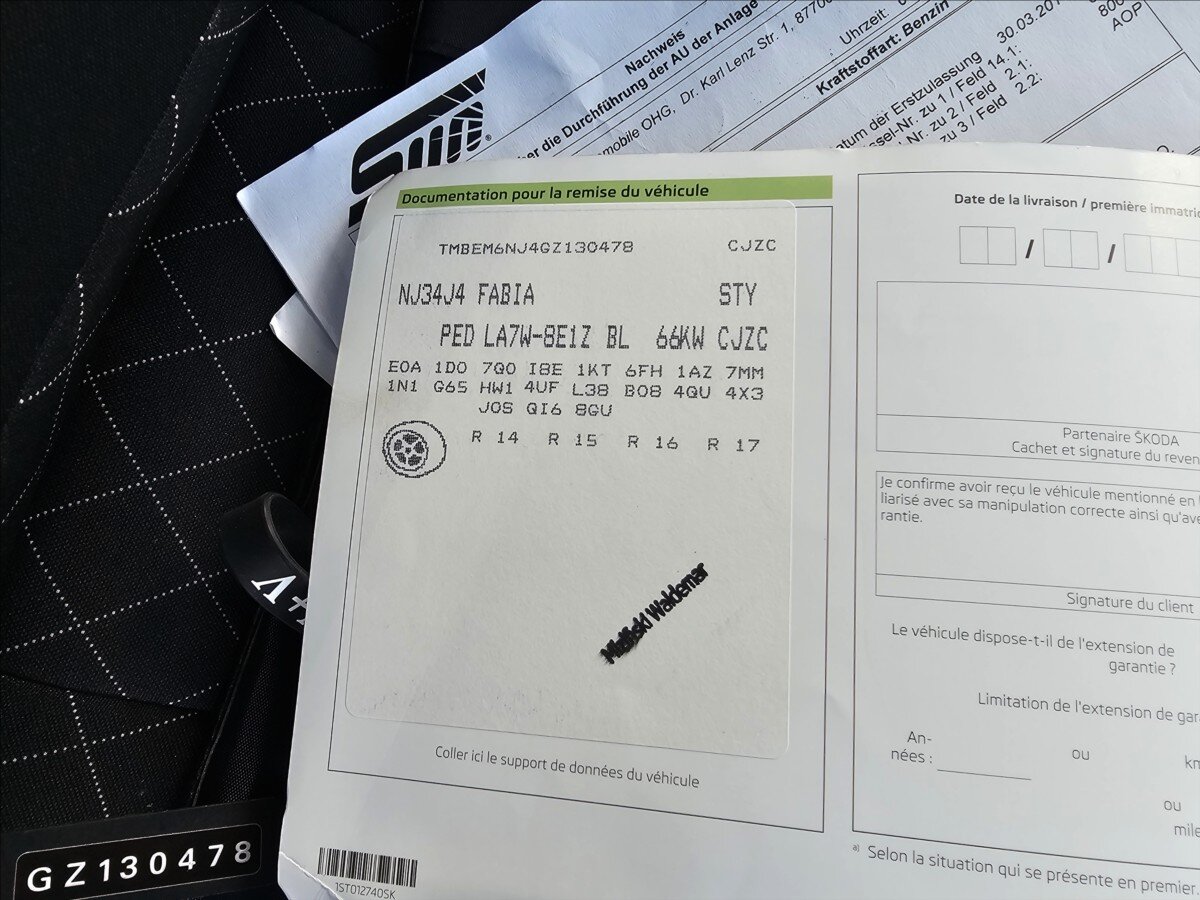 Nachweis
über die Durchführung der AU der Anlage
Dr. Karl Lenz Str. 1, 8770
Uhrzeit: 0
Kraftstoffart: Benzin
30.03.201
800
AOP
atum der Erstzulassung
ssel-Nr. zu 1 / Feld 14.1:
Nr. zu 2 / Feld 2.1:
zu 3 / Feld 2.2:
Documentation pour la remise du véhicule
TMBEM6NJ4GZ130478 CJZC
NJ34J4 FABIA STY
PED LA7W-8E1Z BL 66KW CJZC
E0A 1D0 7Q0 I8E 1KT 6FH 1AZ 7MM
1N1 G65 HW1 4UF L38 B08 4QU 4X3
J0S QI6 8GU
R 14 R 15 R 16 R 17
Waldemar
Coller ici le support de données du véhicule
1ST012740SK
Date de la livraison / première immatri
/ /
Partenaire ŠKODA
Cachet et signature du reven
Je confirme avoir reçu le véhicule mentionné en
liarisé avec sa manipulation correcte ainsi qu'ave
rantie.
Signature du client
Le véhicule dispose-t-il de l'extension de
garantie ?
Limitation de l'extension de gar
An-
nées : ou km
ou
mile
a) Selon la situation qui se présente en premier.
GZ130478